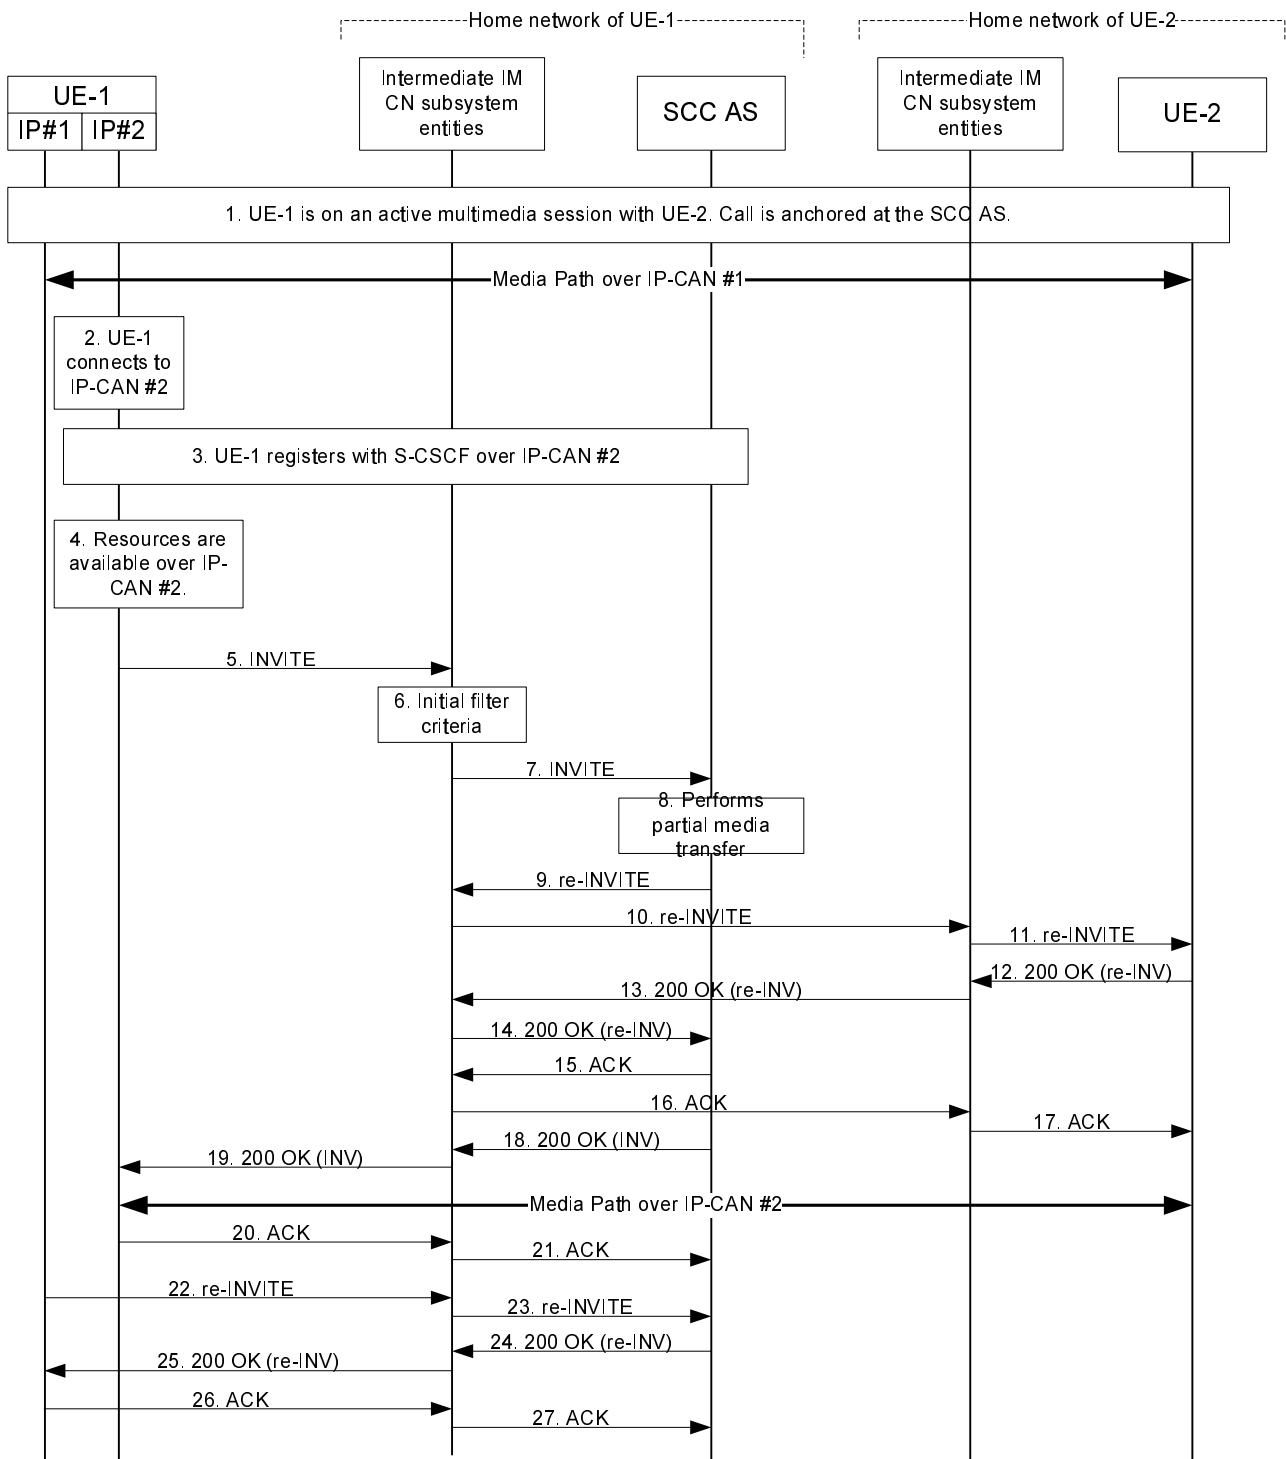 Home network of UE-1
Home network of UE-2
UE-1
IP#1
IP#2
Intermediate IM
CN subsystem
entities
SCC AS
Intermediate IM
CN subsystem
entities
UE-2
1. UE-1 is on an active multimedia session with UE-2. Call is anchored at the SCC AS.
Media Path over IP-CAN #1
2. UE-1
connects to
IP-CAN #2
3. UE-1 registers with S-CSCF over IP-CAN #2
4. Resources are
available over IP-
CAN #2.
5. INVITE
6. Initial filter
criteria
7. INVITE
8. Performs
partial media
transfer
9. re-INVITE
10. re-INVITE
11. re-INVITE
12. 200 OK (re-INV)
13. 200 OK (re-INV)
14. 200 OK (re-INV)
15. ACK
16. ACK
17. ACK
18. 200 OK (INV)
19. 200 OK (INV)
Media Path over IP-CAN #2
20. ACK
21. ACK
22. re-INVITE
23. re-INVITE
24. 200 OK (re-INV)
25. 200 OK (re-INV)
26. ACK
27. ACK